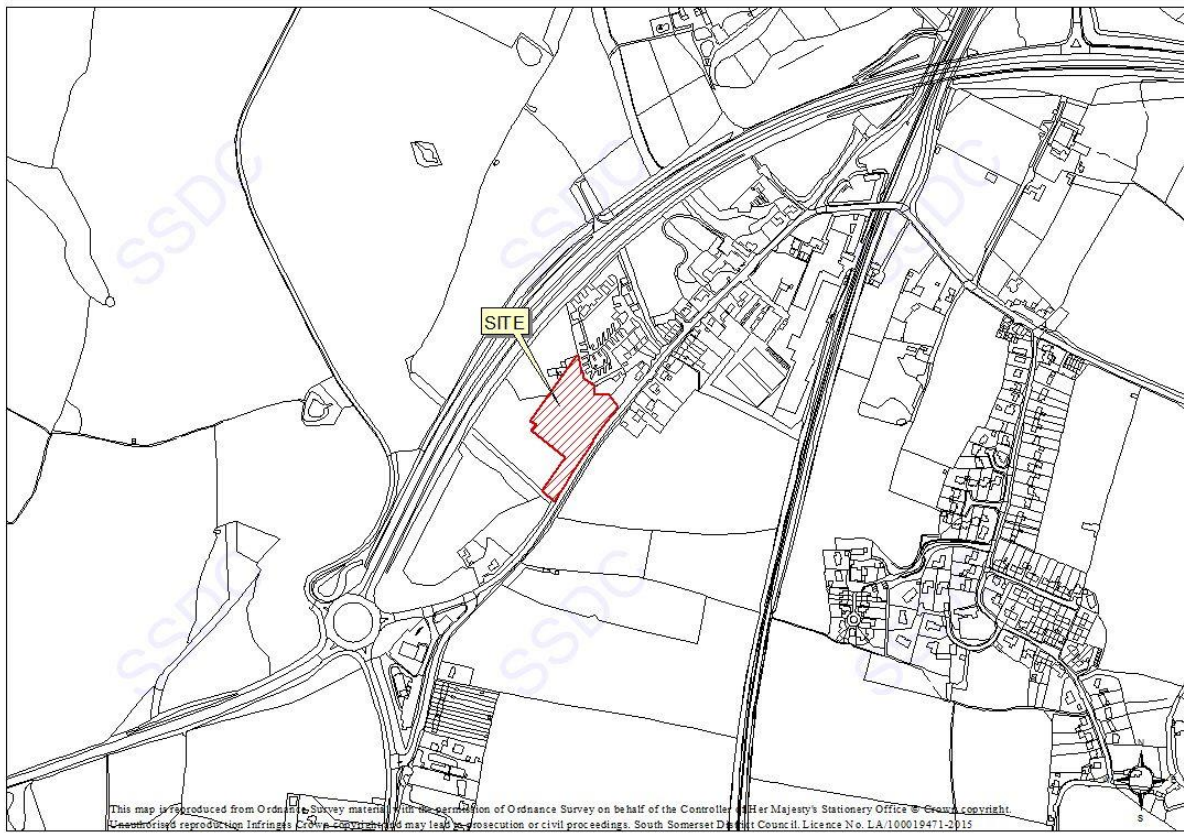 SSDC SSDC SSDC
SITE
SSDC SSDC SSDC
N
S
This map is reproduced from Ordnance Survey material with the permission of Ordnance Survey on behalf of the Controller of Her Majesty's Stationery Office © Crown copyright.
Unauthorised reproduction Infringes Crown copyright and may lead to prosecution or civil proceedings. South Somerset District Council. Licence No. LA/100019471-2015